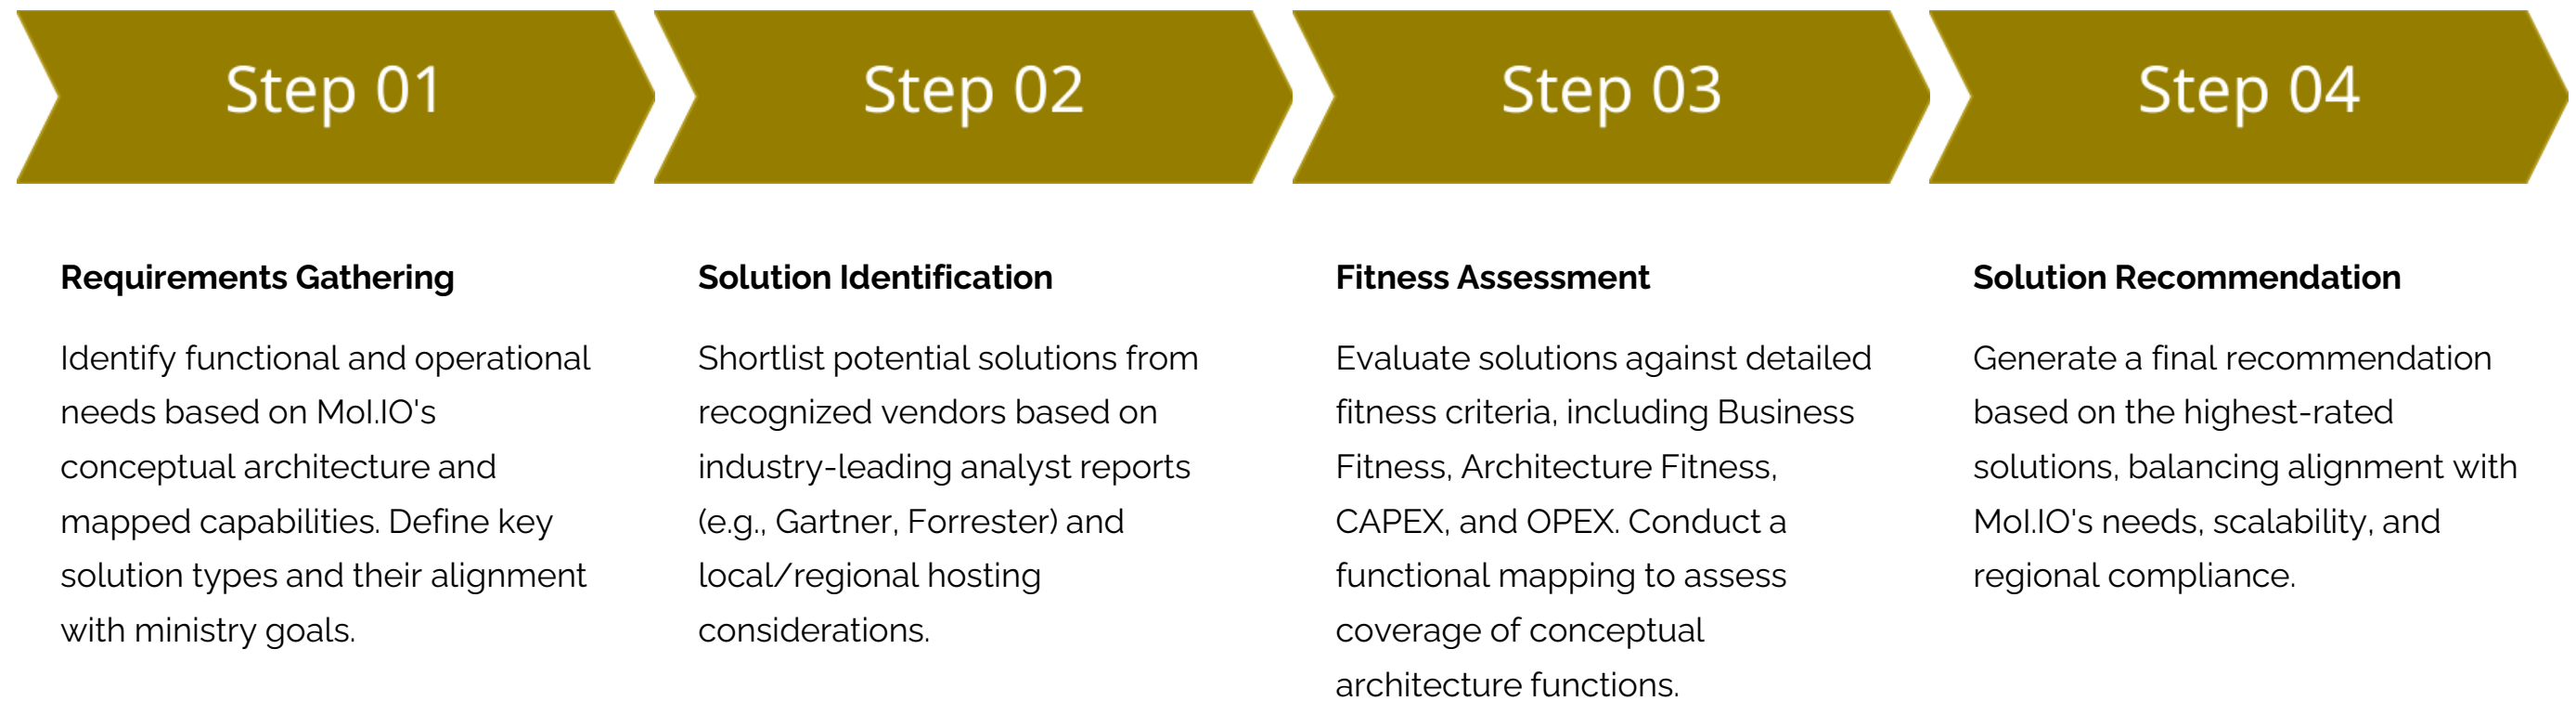 Step 01
Step 02
Step 03
Step 04
Requirements Gathering
Identify functional and operational
needs based on MoI.IO's
conceptual architecture and
mapped capabilities. Define key
solution types and their alignment
with ministry goals.
Solution Identification
Shortlist potential solutions from
recognized vendors based on
industry-leading analyst reports
(e.g., Gartner, Forrester) and
local/regional hosting
considerations.
Fitness Assessment
Evaluate solutions against detailed
fitness criteria, including Business
Fitness, Architecture Fitness,
CAPEX, and OPEX. Conduct a
functional mapping to assess
coverage of conceptual
architecture functions.
Solution Recommendation
Generate a final recommendation
based on the highest-rated
solutions, balancing alignment with
MoI.IO's needs, scalability, and
regional compliance.